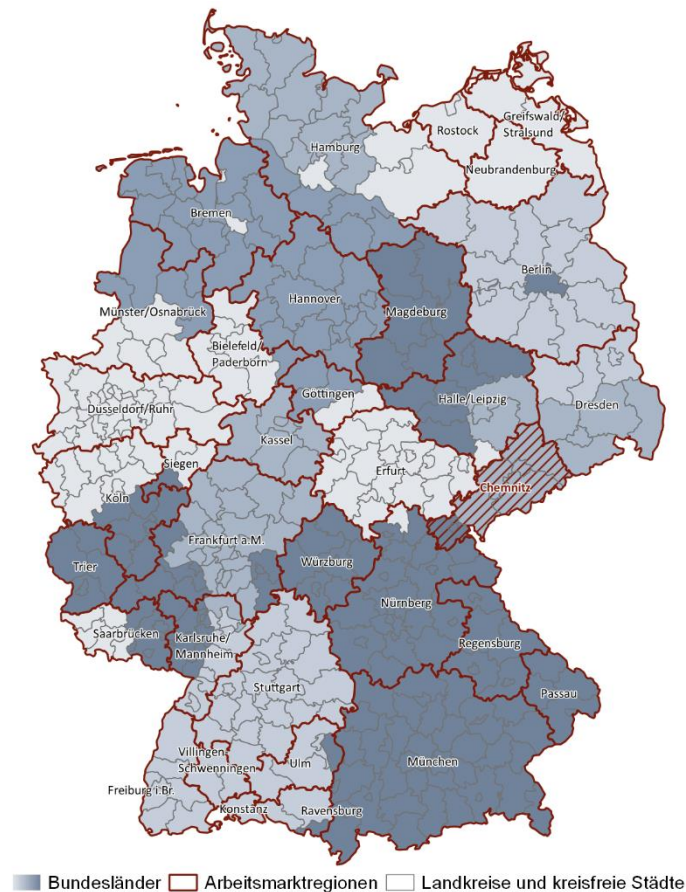 Greifswald/
Stralsund
Rostock
Hamburg
Neubrandenburg
Bremen
Berlin
Hannover
Magdeburg
Münster/Osnabrück
Bielefeld/
Paderborn
Göttingen
Halle/Leipzig
Dresden
Düsseldorf/Ruhr
Kassel
Siegen
Erfurt
Chemnitz
Köln
Frankfurt a.M.
Trier
Würzburg
Nürnberg
Saarbrücken
Karlsruhe/
Mannheim
Regensburg
Stuttgart
Passau
Villingen-
Schwenningen
Ulm
München
Freiburg i.Br.
Konstanz
Ravensburg
Bundesländer
Arbeitsmarktregionen
Landkreise und kreisfreie Städte